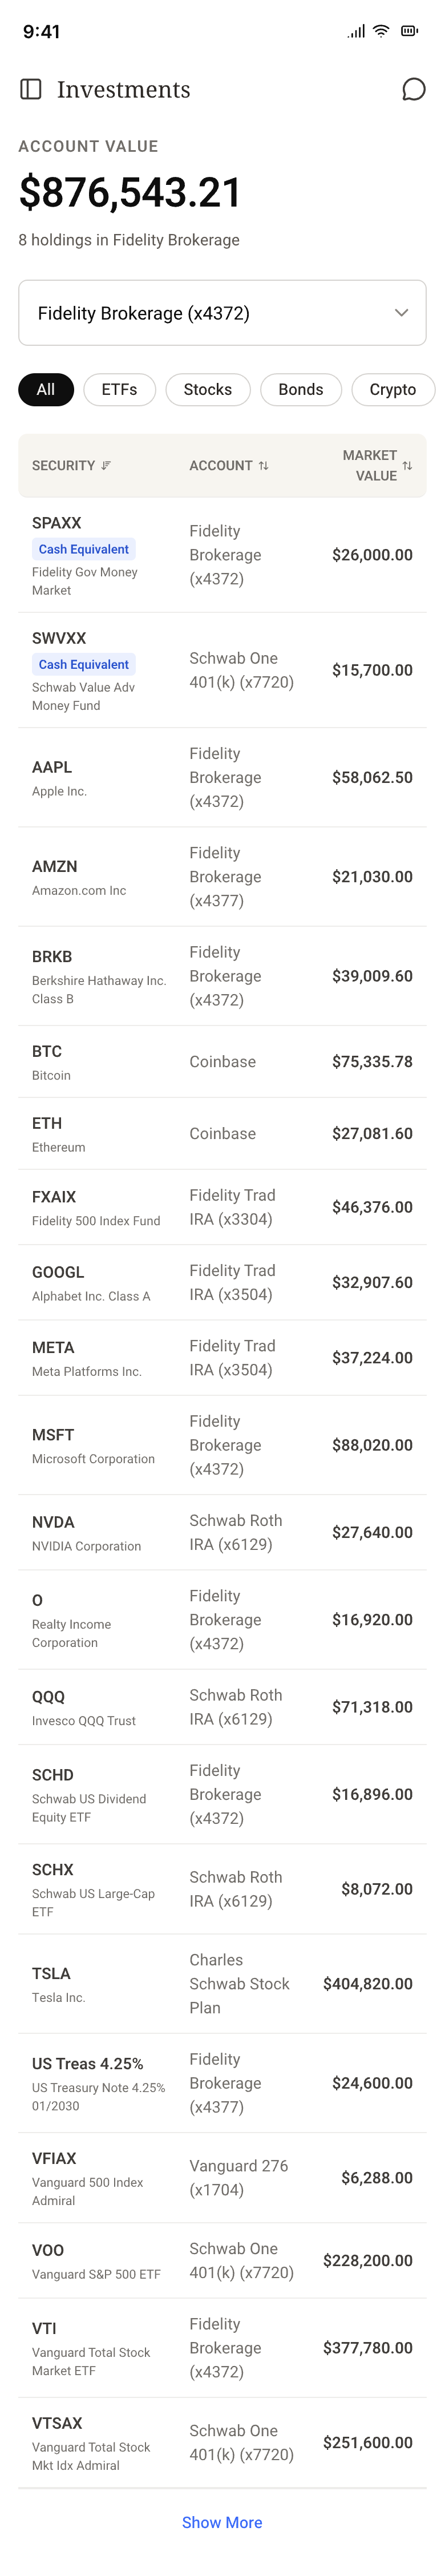 9:41
Investments
ACCOUNT VALUE
$876,543.21
8 holdings in Fidelity Brokerage
Fidelity Brokerage (x4372)
All ETFs Stocks Bonds Crypto
SECURITY ACCOUNT MARKET VALUE
SPAXX
Cash Equivalent
Fidelity Gov Money
Market
Fidelity
Brokerage
(x4372)
$26,000.00
SWVXX
Cash Equivalent
Schwab Value Adv
Money Fund
Schwab One
401(k) (x7720)
$15,700.00
AAPL
Apple Inc.
Fidelity
Brokerage
(x4372)
$58,062.50
AMZN
Amazon.com Inc
Fidelity
Brokerage
(x4377)
$21,030.00
BRKB
Berkshire Hathaway Inc.
Class B
Fidelity
Brokerage
(x4372)
$39,009.60
BTC
Bitcoin
Coinbase
$75,335.78
ETH
Ethereum
Coinbase
$27,081.60
FXAIX
Fidelity 500 Index Fund
Fidelity Trad
IRA (x3304)
$46,376.00
GOOGL
Alphabet Inc. Class A
Fidelity Trad
IRA (x3504)
$32,907.60
META
Meta Platforms Inc.
Fidelity Trad
IRA (x3504)
$37,224.00
MSFT
Microsoft Corporation
Fidelity
Brokerage
(x4372)
$88,020.00
NVDA
NVIDIA Corporation
Schwab Roth
IRA (x6129)
$27,640.00
O
Realty Income
Corporation
Fidelity
Brokerage
(x4372)
$16,920.00
QQQ
Invesco QQQ Trust
Schwab Roth
IRA (x6129)
$71,318.00
SCHD
Schwab US Dividend
Equity ETF
Fidelity
Brokerage
(x4372)
$16,896.00
SCHX
Schwab US Large-Cap
ETF
Schwab Roth
IRA (x6129)
$8,072.00
TSLA
Tesla Inc.
Charles
Schwab Stock
Plan
$404,820.00
US Treas 4.25%
US Treasury Note 4.25%
01/2030
Fidelity
Brokerage
(x4377)
$24,600.00
VFIAX
Vanguard 500 Index
Admiral
Vanguard 276
(x1704)
$6,288.00
VOO
Vanguard S&P 500 ETF
Schwab One
401(k) (x7720)
$228,200.00
VTI
Vanguard Total Stock
Market ETF
Fidelity
Brokerage
(x4372)
$377,780.00
VTSAX
Vanguard Total Stock
Mkt Idx Admiral
Schwab One
401(k) (x7720)
$251,600.00
Show More